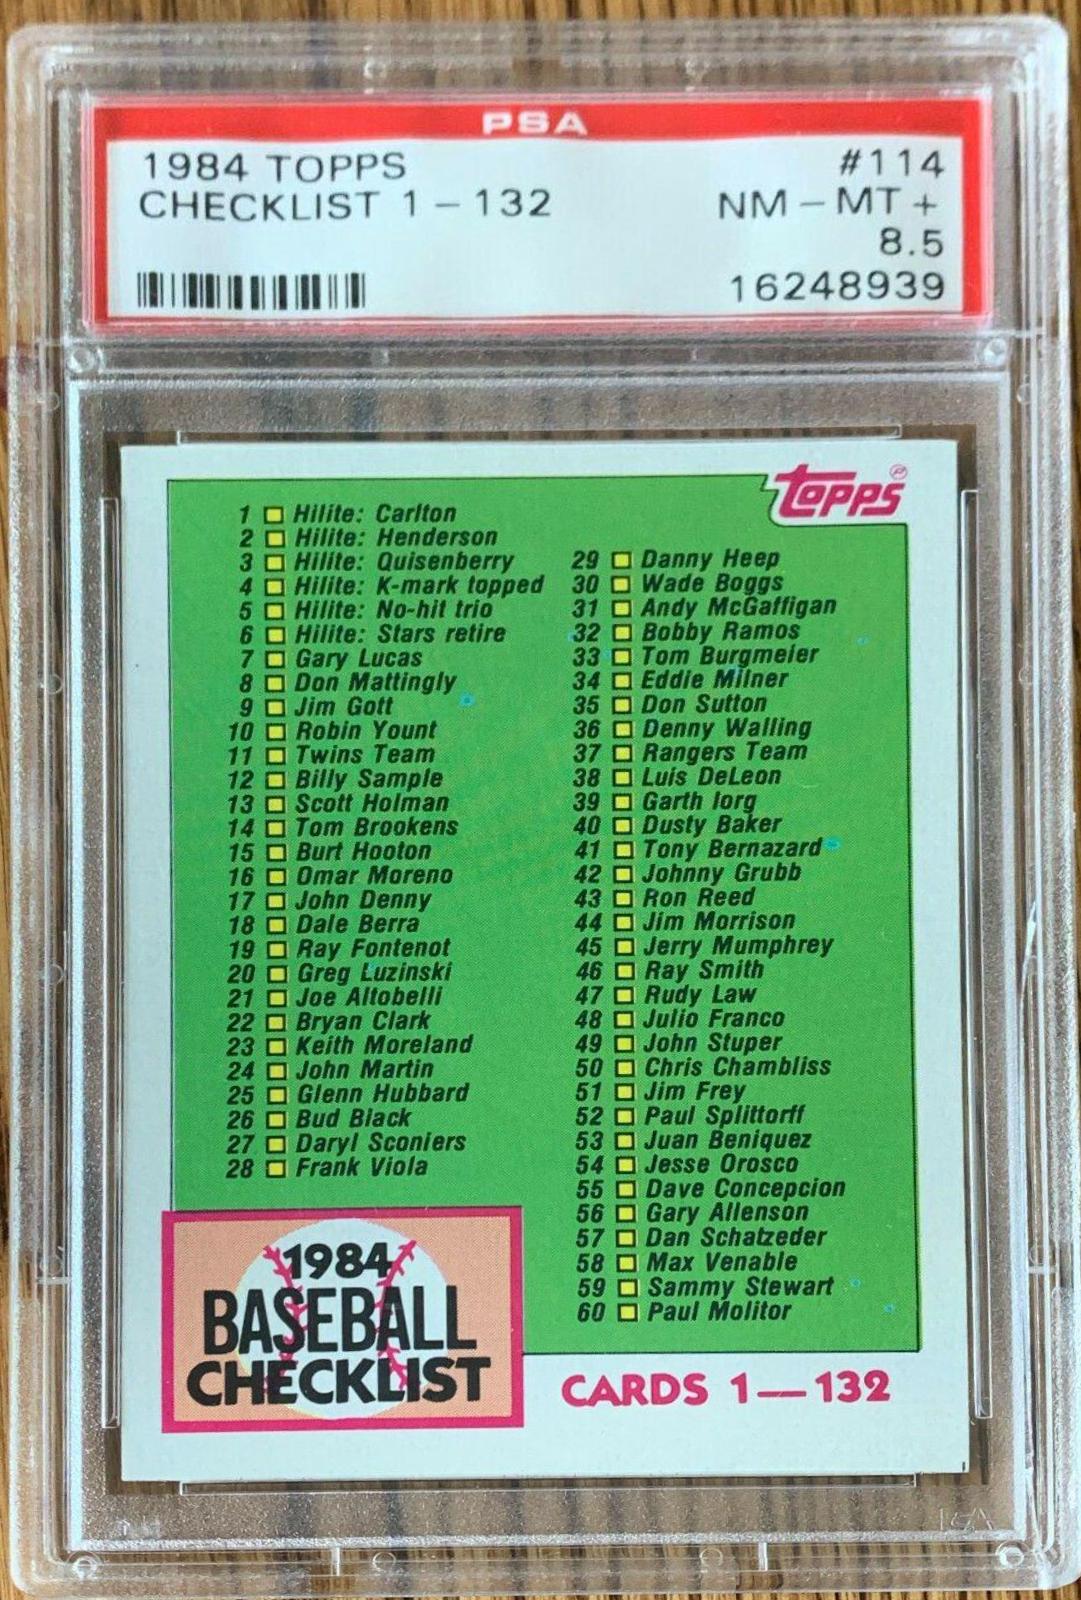 PSA
1984 TOPPS #114
CHECKLIST 1 – 132 NM – MT +
8.5
16248939
topps
1 Hilite: Carlton
2 Hilite: Henderson
3 Hilite: Quisenberry
4 Hilite: K-mark topped
5 Hilite: No-hit trio
6 Hilite: Stars retire
7 Gary Lucas
8 Don Mattingly
9 Jim Gott
10 Robin Yount
11 Twins Team
12 Billy Sample
13 Scott Holman
14 Tom Brookens
15 Burt Hooton
16 Omar Moreno
17 John Denny
18 Dale Berra
19 Ray Fontenot
20 Greg Luzinski
21 Joe Altobelli
22 Bryan Clark
23 Keith Moreland
24 John Martin
25 Glenn Hubbard
26 Bud Black
27 Daryl Sconiers
28 Frank Viola
29 Danny Heep
30 Wade Boggs
31 Andy McGaffigan
32 Bobby Ramos
33 Tom Burgmeier
34 Eddie Milner
35 Don Sutton
36 Denny Walling
37 Rangers Team
38 Luis DeLeon
39 Garth Iorg
40 Dusty Baker
41 Tony Bernazard
42 Johnny Grubb
43 Ron Reed
44 Jim Morrison
45 Jerry Mumphrey
46 Ray Smith
47 Rudy Law
48 Julio Franco
49 John Stuper
50 Chris Chambliss
51 Jim Frey
52 Paul Splittorff
53 Juan Beniquez
54 Jesse Orosco
55 Dave Concepcion
56 Gary Allenson
57 Dan Schatzeder
58 Max Venable
59 Sammy Stewart
60 Paul Molitor
1984
BASEBALL
CHECKLIST
CARDS 1—132